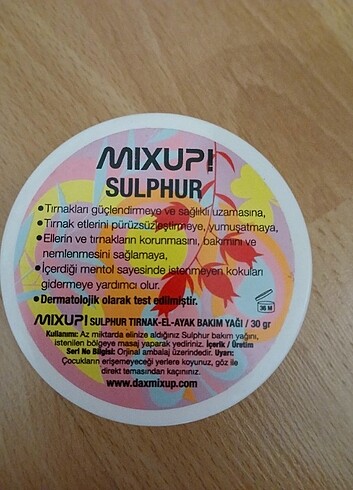 MIXUP!
SULPHUR
•Tırnakları güçlendirmeye ve sağlıklı uzamasına,
•Tırnak etlerini pürüzsüzleştirmeye, yumuşatmaya,
•Ellerin ve tırnakların korunmasını, bakımını ve
nemlenmesini sağlamaya,
•İçerdiği mentol sayesinde istenmeyen kokuları
gidermeye yardımcı olur.
•Dermatolojik olarak test edilmiştir.
36 M
MIXUP! SULPHUR TIRNAK-EL-AYAK BAKIM YAĞI / 30 gr
Kullanımı: Az miktarda elinize aldığınız Sulphur bakım yağını,
istenilen bölgeye masaj yaparak yediriniz. İçerik / Üretim
Seri No Bilgisi: Orjinal ambalaj üzerindedir. Uyarı:
Çocukların erişemeyeceği yerlere koyunuz, göz ile
direkt temasından kaçınınız.
www.daxmixup.com